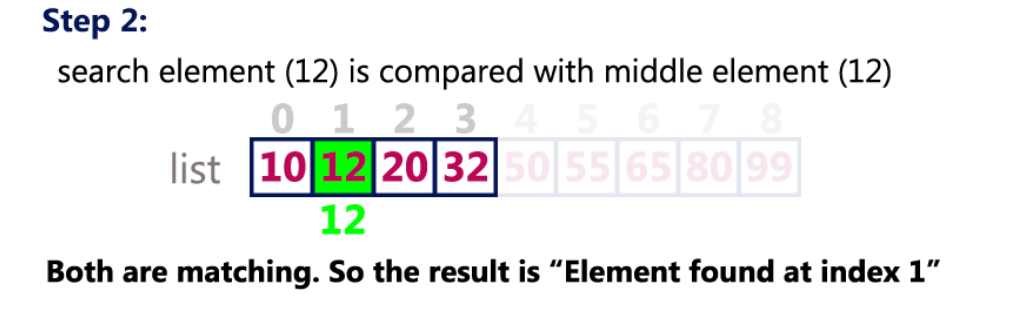 Step 2:
search element (12) is compared with middle element (12)
0 1 2 3 4 5 6 7 8
list 10 12 20 32 50 55 65 80 99
12
Both are matching. So the result is “Element found at index 1”